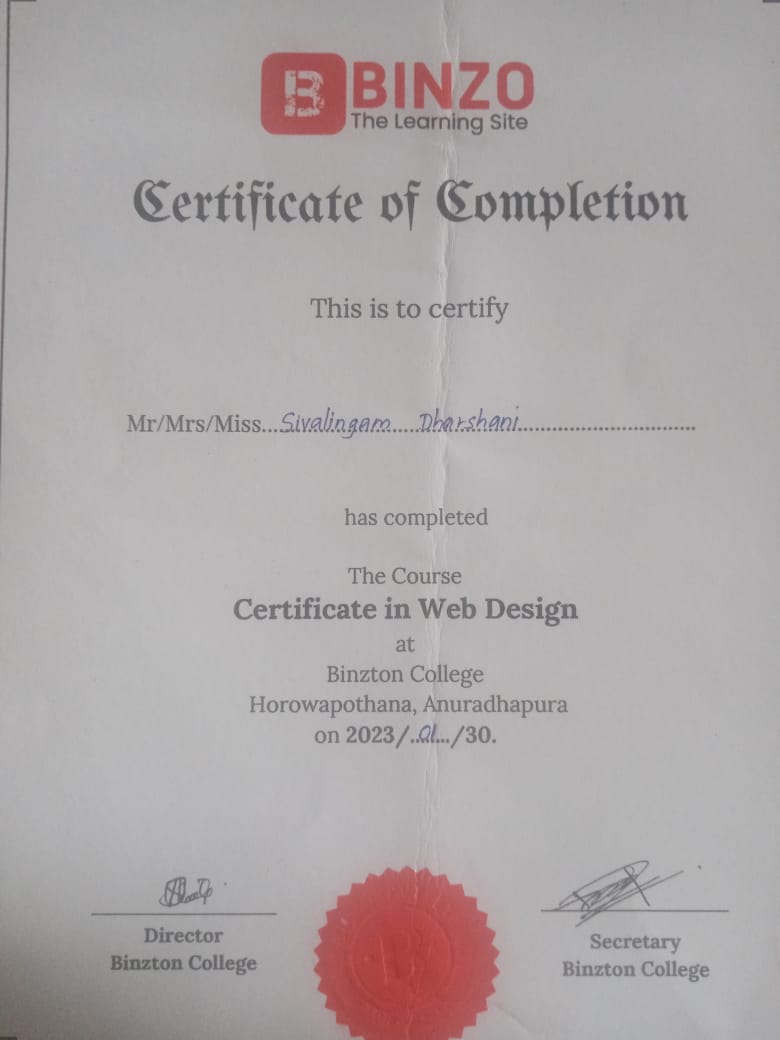 B BINZO
The Learning Site
Certificate of Completion
This is to certify
Mr/Mrs/Miss...Sivalingam.....Dharshani..................................
has completed
The Course
Certificate in Web Design
at
Binzton College
Horowapothana, Anuradhapura
on 2023/..01.../30.
Director
Binzton College
Secretary
Binzton College
B